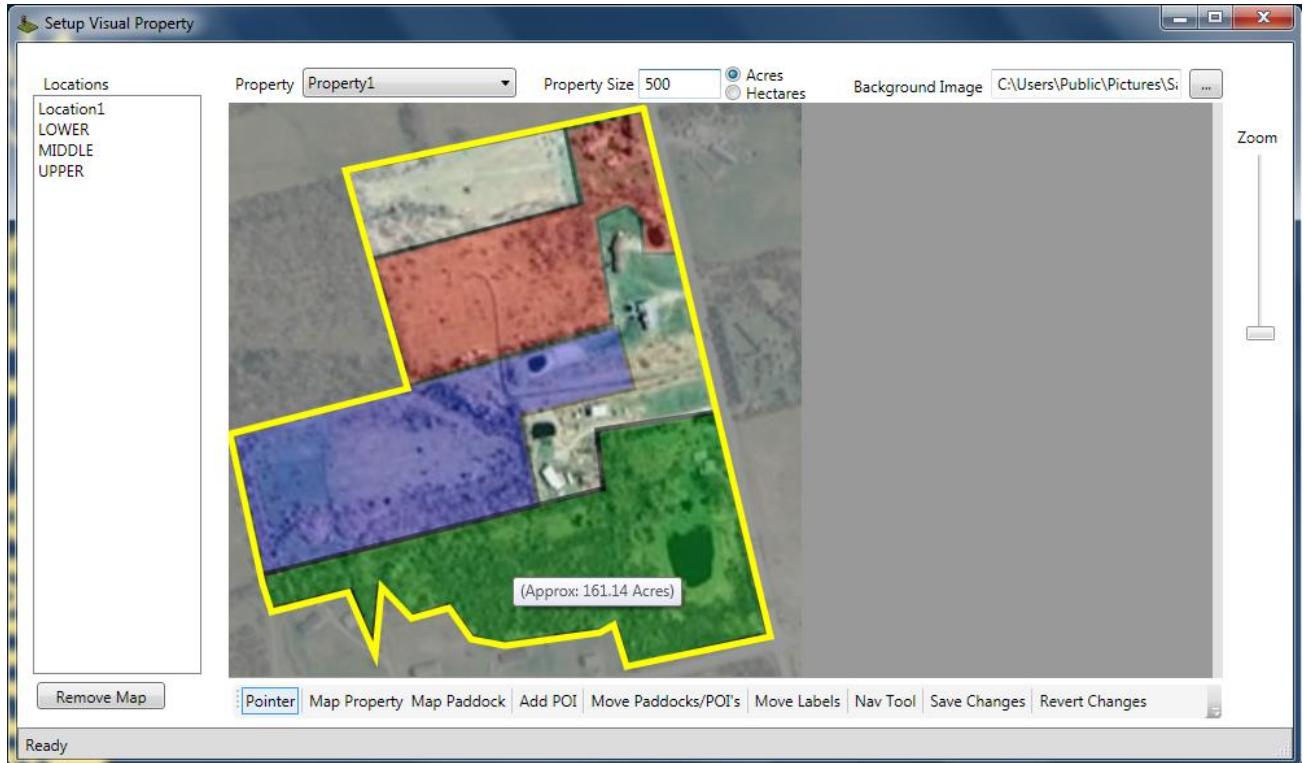 Setup Visual Property
Locations
Location1
LOWER
MIDDLE
UPPER
Remove Map
Property Property1
Property Size 500
Acres
Hectares
Background Image C:\Users\Public\Pictures\Sa
...
Zoom
(Approx: 161.14 Acres)
Pointer Map Property Map Paddock Add POI Move Paddocks/POI's Move Labels Nav Tool Save Changes Revert Changes
Ready